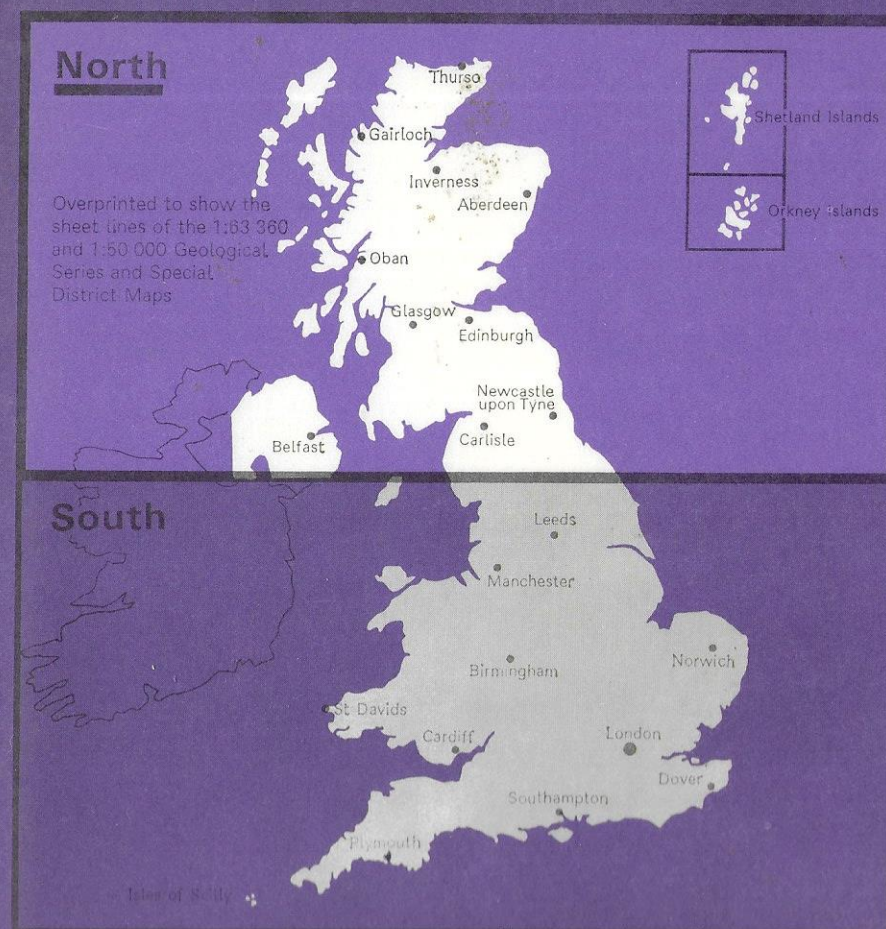 North
Thurso
Shetland Islands
Gairloch
Inverness
Aberdeen
Overprinted to show the
sheet lines of the 1:63 360
and 1:50 000 Geological
Series and Special
District Maps
Orkney Islands
Oban
Glasgow
Edinburgh
Newcastle
upon Tyne
Belfast
Carlisle
South
Leeds
Manchester
Birmingham
Norwich
St Davids
Cardiff
London
Dover
Southampton
Plymouth
Isles of Scilly